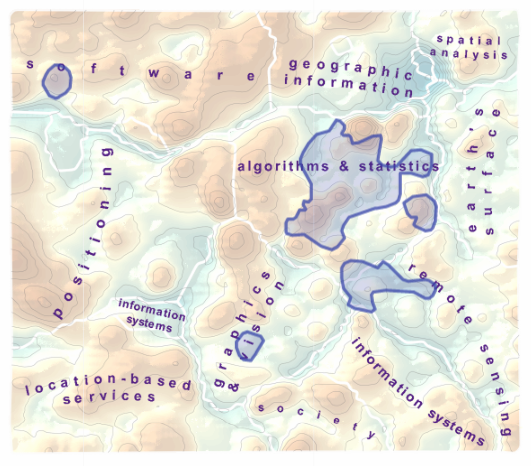 spatial
analysis
software
geographic
information
earth's
surface
algorithms & statistics
positioning
remote sensing
information
systems
graphics
& vision
information systems
location-based
services
society